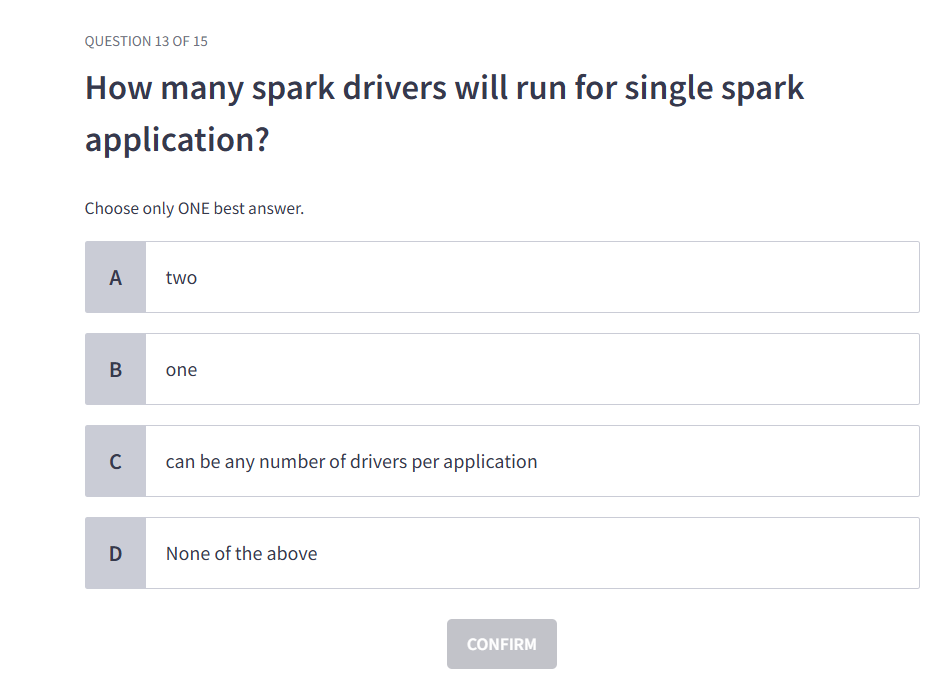 QUESTION 13 OF 15
How many spark drivers will run for single spark
application?
Choose only ONE best answer.
A two
B one
C can be any number of drivers per application
D None of the above
CONFIRM